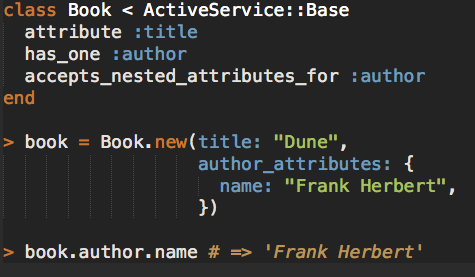 class Book < ActiveService::Base
  attribute :title
  has_one :author
  accepts_nested_attributes_for :author
end
> book = Book.new(title: "Dune",
                  author_attributes: {
                    name: "Frank Herbert",
                  })
> book.author.name # => 'Frank Herbert'